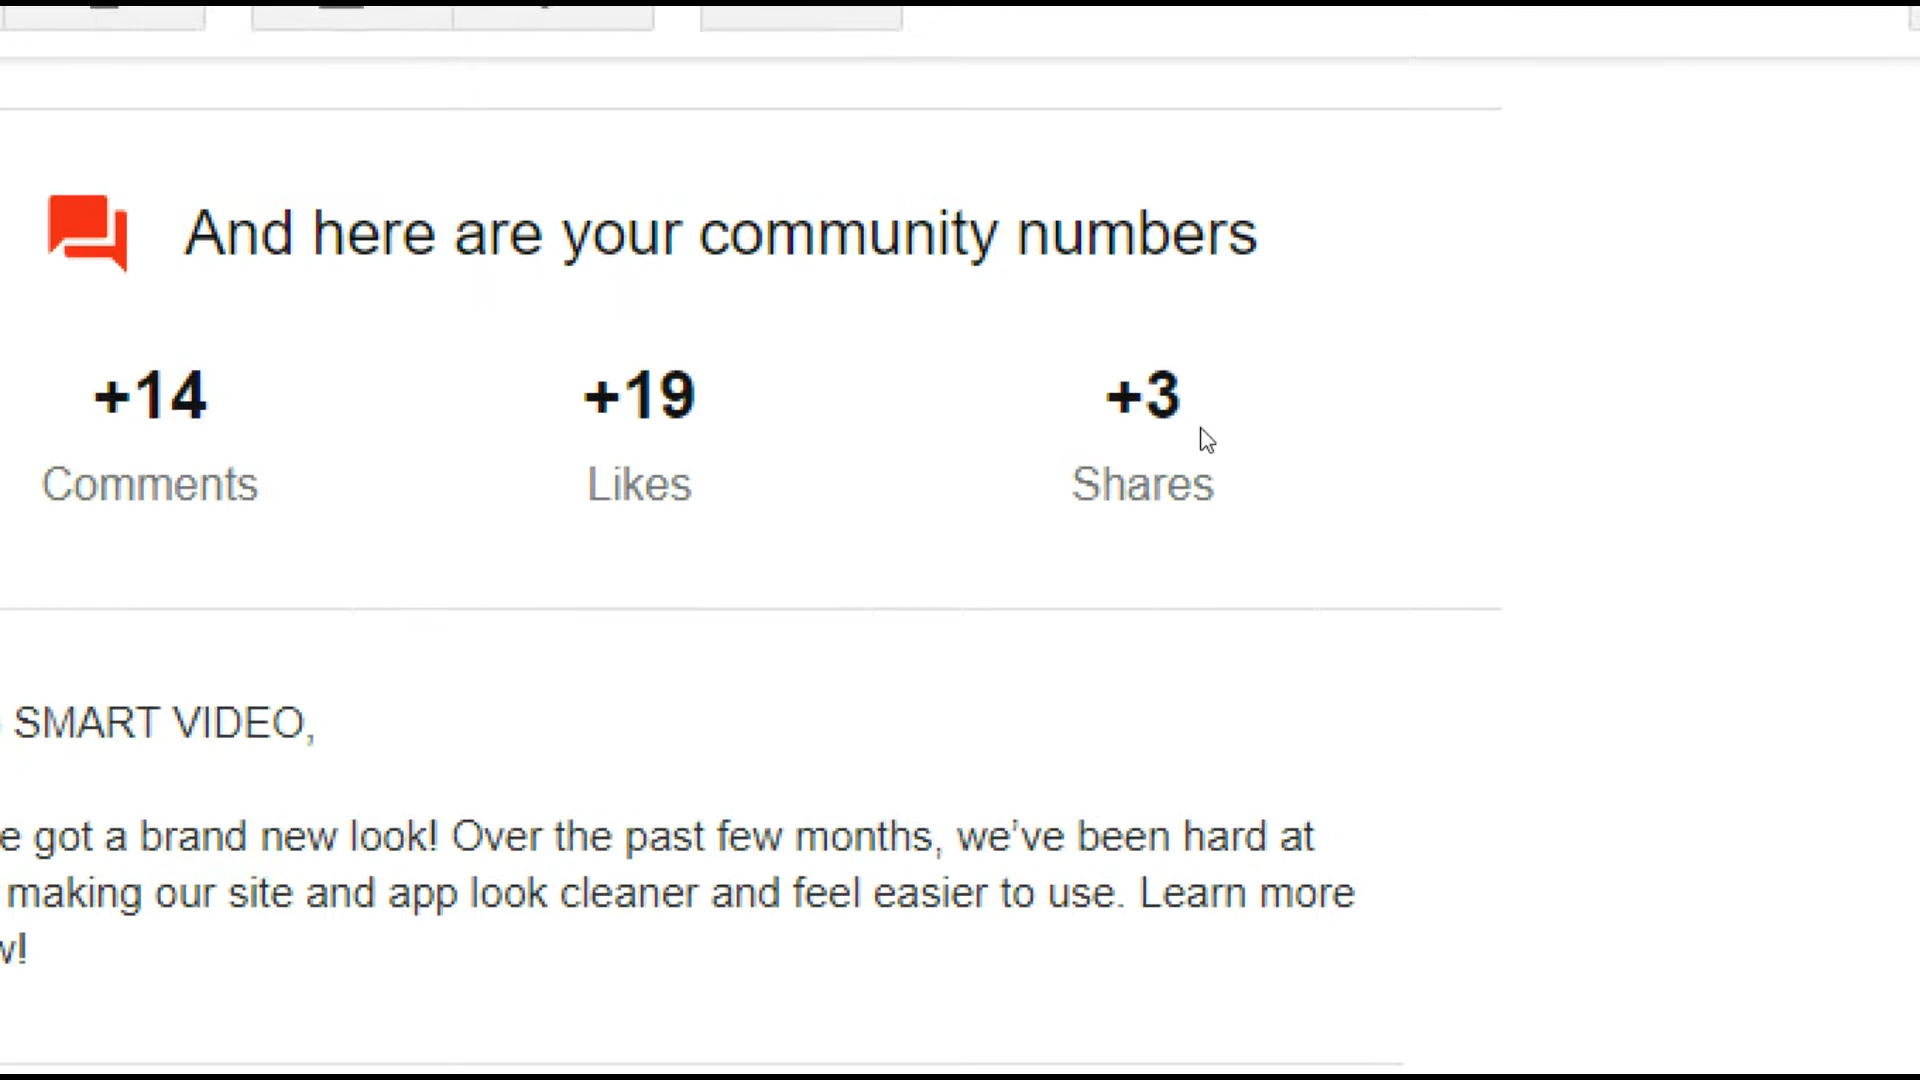 And here are your community numbers
+14 +19 +3
Comments Likes Shares
SMART VIDEO,
e got a brand new look! Over the past few months, we've been hard at
making our site and app look cleaner and feel easier to use. Learn more
w!